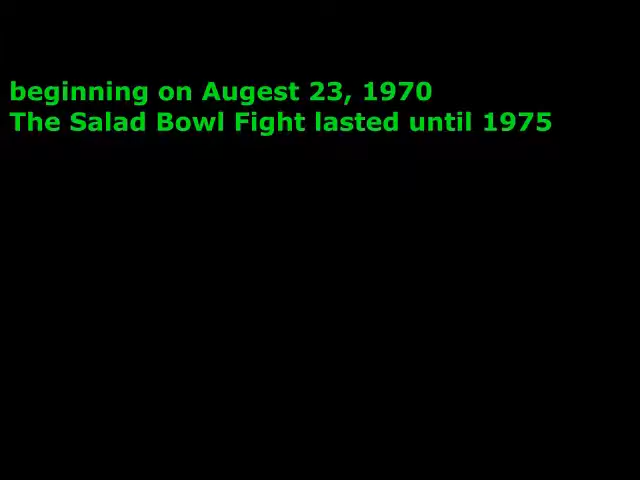 beginning on Augest 23, 1970
The Salad Bowl Fight lasted until 1975